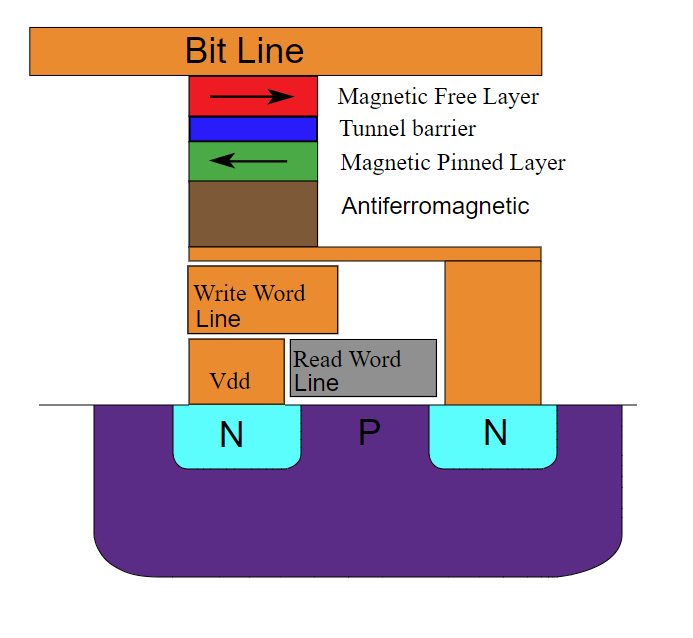 Bit Line
Magnetic Free Layer
Tunnel barrier
Magnetic Pinned Layer
Antiferromagnetic
Write Word
Line
Read Word
Line
Vdd
N
P
N